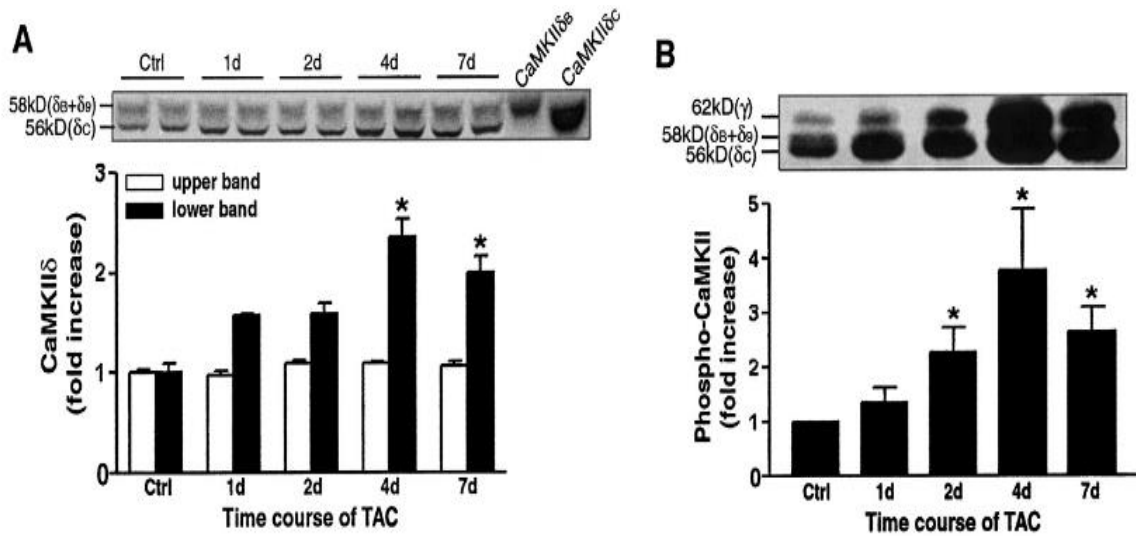 A
Ctrl 1d 2d 4d 7d CaMKIIδB CaMKIIδC
58kD(δB+δ9)
56kD(δC)
3
upper band
lower band
*
*
2
1
0
CaMKIIδ
(fold increase)
Ctrl 1d 2d 4d 7d
Time course of TAC
B
62kD(γ)
58kD(δB+δ9)
56kD(δC)
5
*
4
*
*
3
2
1
0
Phospho-CaMKII
(fold increase)
Ctrl 1d 2d 4d 7d
Time course of TAC